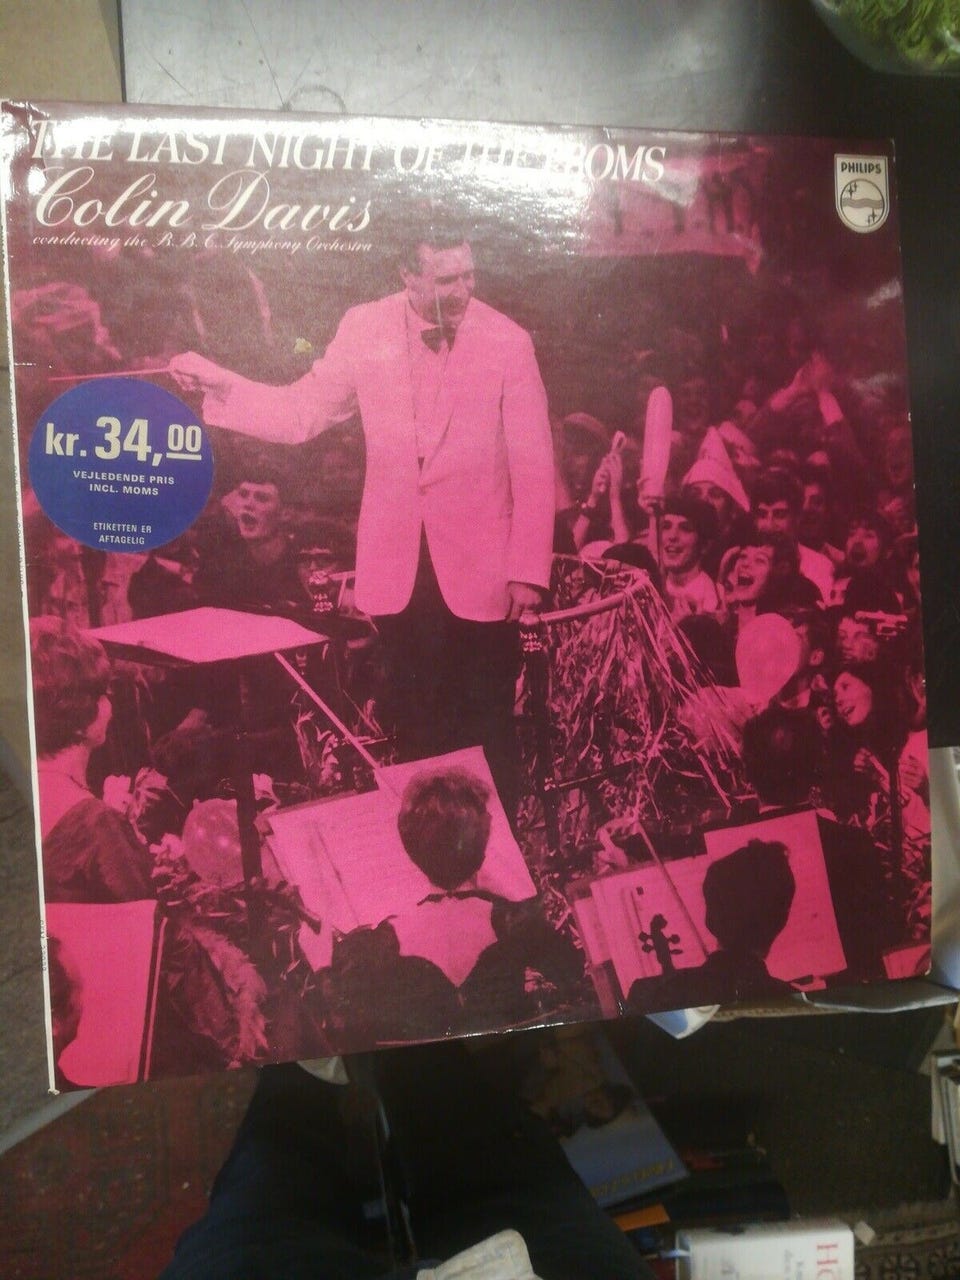 THE LAST NIGHT OF THE PROMS
Colin Davis
conducting the B.B.C. Symphony Orchestra
PHILIPS
kr. 34,00
VEJLEDENDE PRIS
INCL. MOMS
ETIKETTEN ER
AFTAGELIG